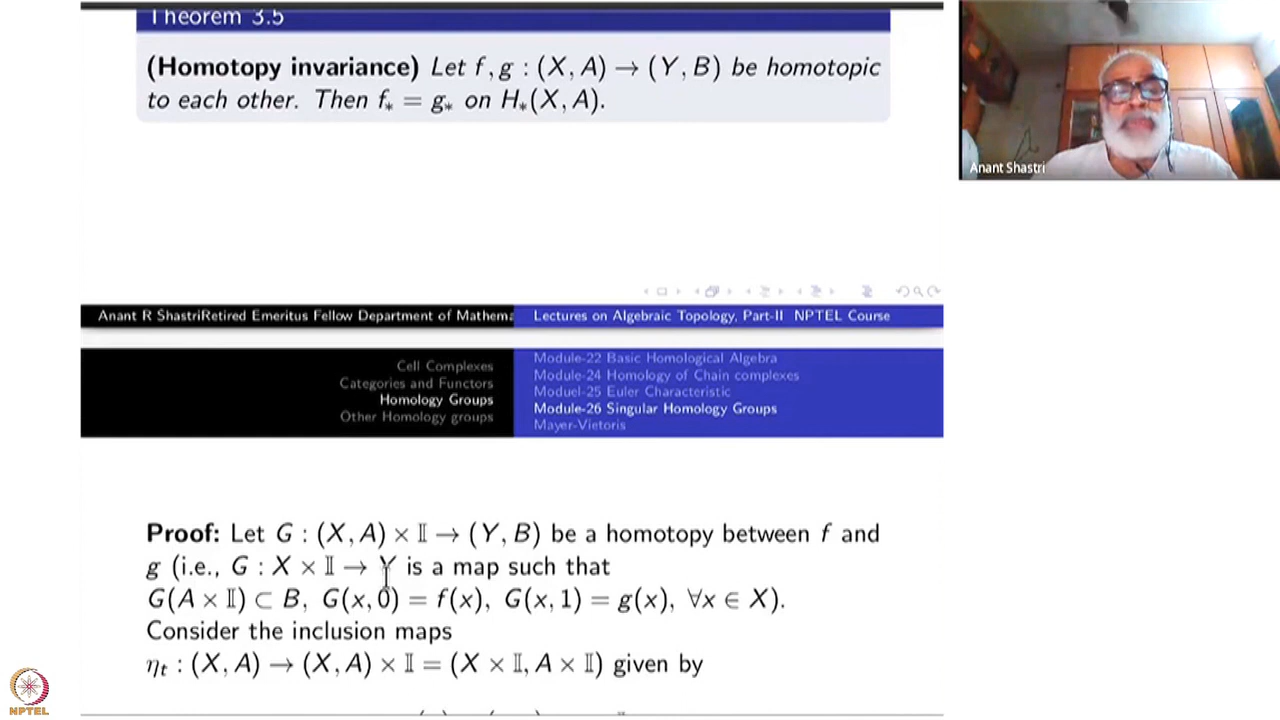 Theorem 3.5
(Homotopy invariance) Let f, g : (X, A) → (Y, B) be homotopic
to each other. Then f∗ = g∗ on H∗(X, A).
Anant Shastri
Anant R ShastriRetired Emeritus Fellow Department of Mathema
Lectures on Algebraic Topology, Part-II NPTEL Course
Cell Complexes
Categories and Functors
Homology Groups
Other Homology groups
Module-22 Basic Homological Algebra
Module-24 Homology of Chain complexes
Moduel-25 Euler Characteristic
Module-26 Singular Homology Groups
Mayer-Vietoris
Proof: Let G : (X, A) × 𝕀 → (Y, B) be a homotopy between f and
g (i.e., G : X × 𝕀 → Y is a map such that
G(A × 𝕀) ⊂ B, G(x, 0) = f(x), G(x, 1) = g(x), ∀x ∈ X).
Consider the inclusion maps
ηt : (X, A) → (X, A) × 𝕀 = (X × 𝕀, A × 𝕀) given by
NPTEL